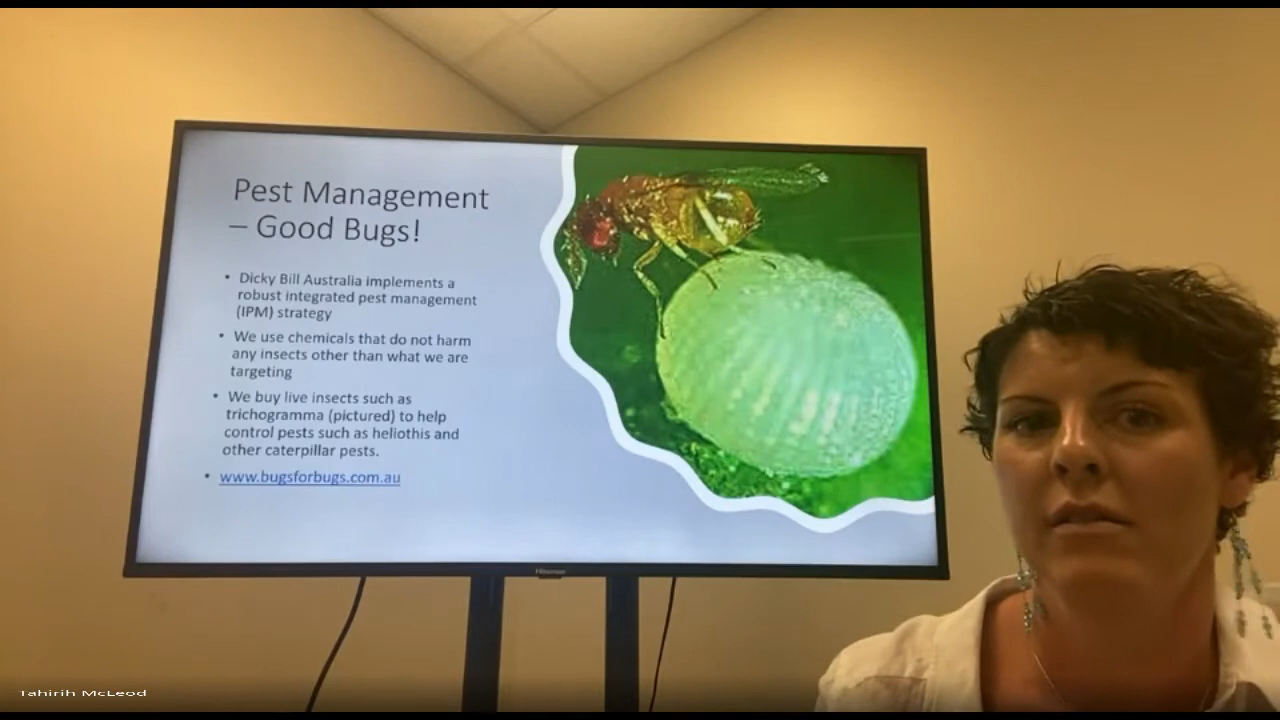 Pest Management
– Good Bugs!
• Dicky Bill Australia implements a
robust integrated pest management
(IPM) strategy
• We use chemicals that do not harm
any insects other than what we are
targeting
• We buy live insects such as
trichogramma (pictured) to help
control pests such as heliothis and
other caterpillar pests.
• www.bugsforbugs.com.au
Hisense
Tahirih McLeod